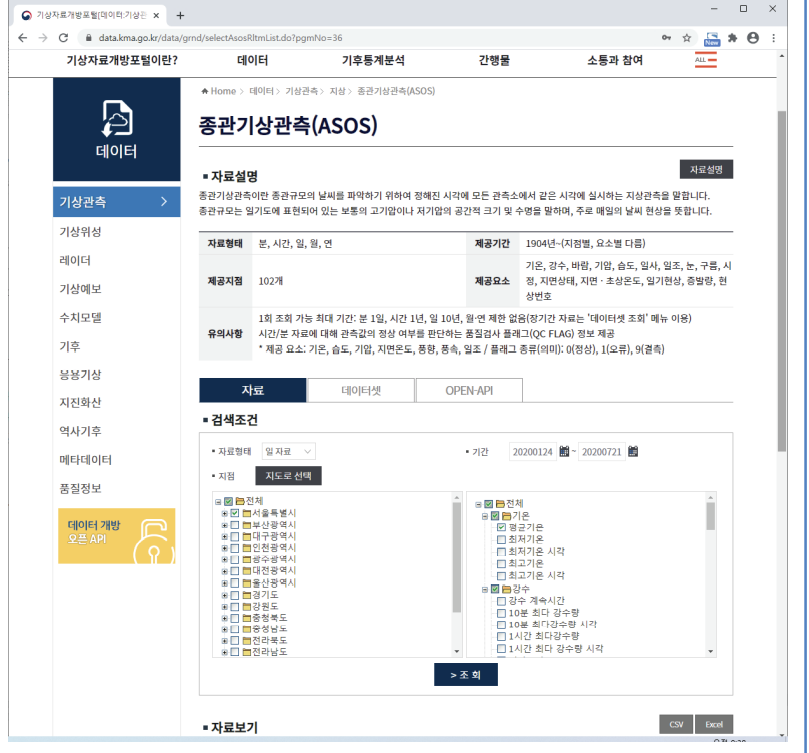 기상자료개방포털[데이터:기상관
data.kma.go.kr/data/grnd/selectAsosRltmList.do?pgmNo=36
New
기상자료개방포털이란? 데이터 기후통계분석 간행물 소통과 참여 ALL
Home > 데이터 > 기상관측 > 지상 > 종관기상관측(ASOS)
데이터
기상관측
기상위성
레이더
기상예보
수치모델
기후
응용기상
지진화산
역사기후
메타데이터
품질정보
데이터 개방
오픈 API
종관기상관측(ASOS)
자료설명
자료설명
종관기상관측이란 종관규모의 날씨를 파악하기 위하여 정해진 시각에 모든 관측소에서 같은 시각에 실시하는 지상관측을 말합니다.
종관규모는 일기도에 표현되어 있는 보통의 고기압이나 저기압의 공간적 크기 및 수명을 말하며, 주로 매일의 날씨 현상을 뜻합니다.
자료형태 분, 시간, 일, 월, 연 제공기간 1904년~(지점별, 요소별 다름)
제공지점 102개 제공요소 기온, 강수, 바람, 기압, 습도, 일사, 일조, 눈, 구름, 시
정, 지면상태, 지면 · 초상온도, 일기현상, 증발량, 현
상번호
유의사항 1회 조회 가능 최대 기간: 분 1일, 시간 1년, 일 10년, 월·연 제한 없음(장기간 자료는 '데이터셋 조회' 메뉴 이용)
시간/분 자료에 대해 관측값의 정상 여부를 판단하는 품질검사 플래그(QC FLAG) 정보 제공
* 제공 요소: 기온, 습도, 기압, 지면온도, 풍향, 풍속, 일조 / 플래그 종류(의미): 0(정상), 1(오류), 9(결측)
자료 데이터셋 OPEN-API
검색조건
자료형태 일 자료 기간 20200124 ~ 20200721
지점 지도로 선택
전체
서울특별시
부산광역시
대구광역시
인천광역시
광주광역시
대전광역시
울산광역시
경기도
강원도
충청북도
충청남도
전라북도
전라남도
전체
기온
평균기온
최저기온
최저기온 시각
최고기온
최고기온 시각
강수
강수 계속시간
10분 최다 강수량
10분 최다강수량 시각
1시간 최다강수량
1시간 최다 강수량 시각
> 조 회
자료보기 CSV Excel